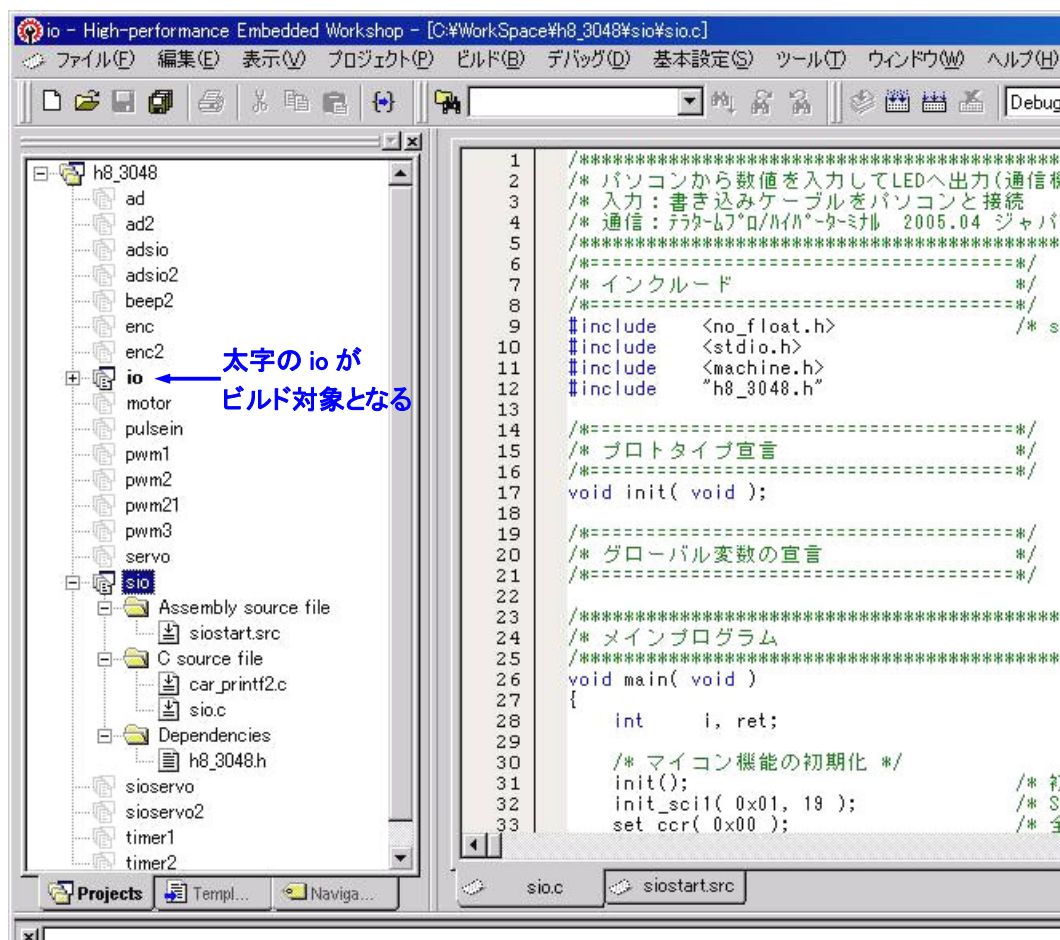 io - High-performance Embedded Workshop - [C:¥WorkSpace¥h8_3048¥sio¥sio.c]
ファイル(F) 編集(E) 表示(V) プロジェクト(P) ビルド(B) デバッグ(D) 基本設定(S) ツール(T) ウィンドウ(W) ヘルプ(H)
Debug
h8_3048
ad
ad2
adsio
adsio2
beep2
enc
enc2
io
motor
pulsein
pwm1
pwm2
pwm21
pwm3
servo
sio
Assembly source file
siostart.src
C source file
car_printf2.c
sio.c
Dependencies
h8_3048.h
sioservo
sioservo2
timer1
timer2
太字の io が
ビルド対象となる
Projects Templ... Naviga...
1 /****************************************************
2 /* パソコンから数値を入力してLEDへ出力(通信機
3 /* 入力：書き込みケーブルをパソコンと接続
4 /* 通信：ﾃﾗﾀｰﾑﾌﾟﾛ/ﾊｲﾊﾟｰﾀｰﾐﾅﾙ 2005.04 ジャパ
5 /****************************************************
6 /*======================================*/
7 /* インクルード */
8 /*======================================*/
9 #include <no_float.h> /* s
10 #include <stdio.h>
11 #include <machine.h>
12 #include "h8_3048.h"
13
14 /*======================================*/
15 /* プロトタイプ宣言 */
16 /*======================================*/
17 void init( void );
18
19 /*======================================*/
20 /* グローバル変数の宣言 */
21 /*======================================*/
22
23 /****************************************************
24 /* メインプログラム
25 /****************************************************
26 void main( void )
27 {
28 int i, ret;
29
30 /* マイコン機能の初期化 */
31 init(); /* 初
32 init_sci1( 0x01, 19 ); /* S
33 set_ccr( 0x00 ); /* 全
sio.c siostart.src